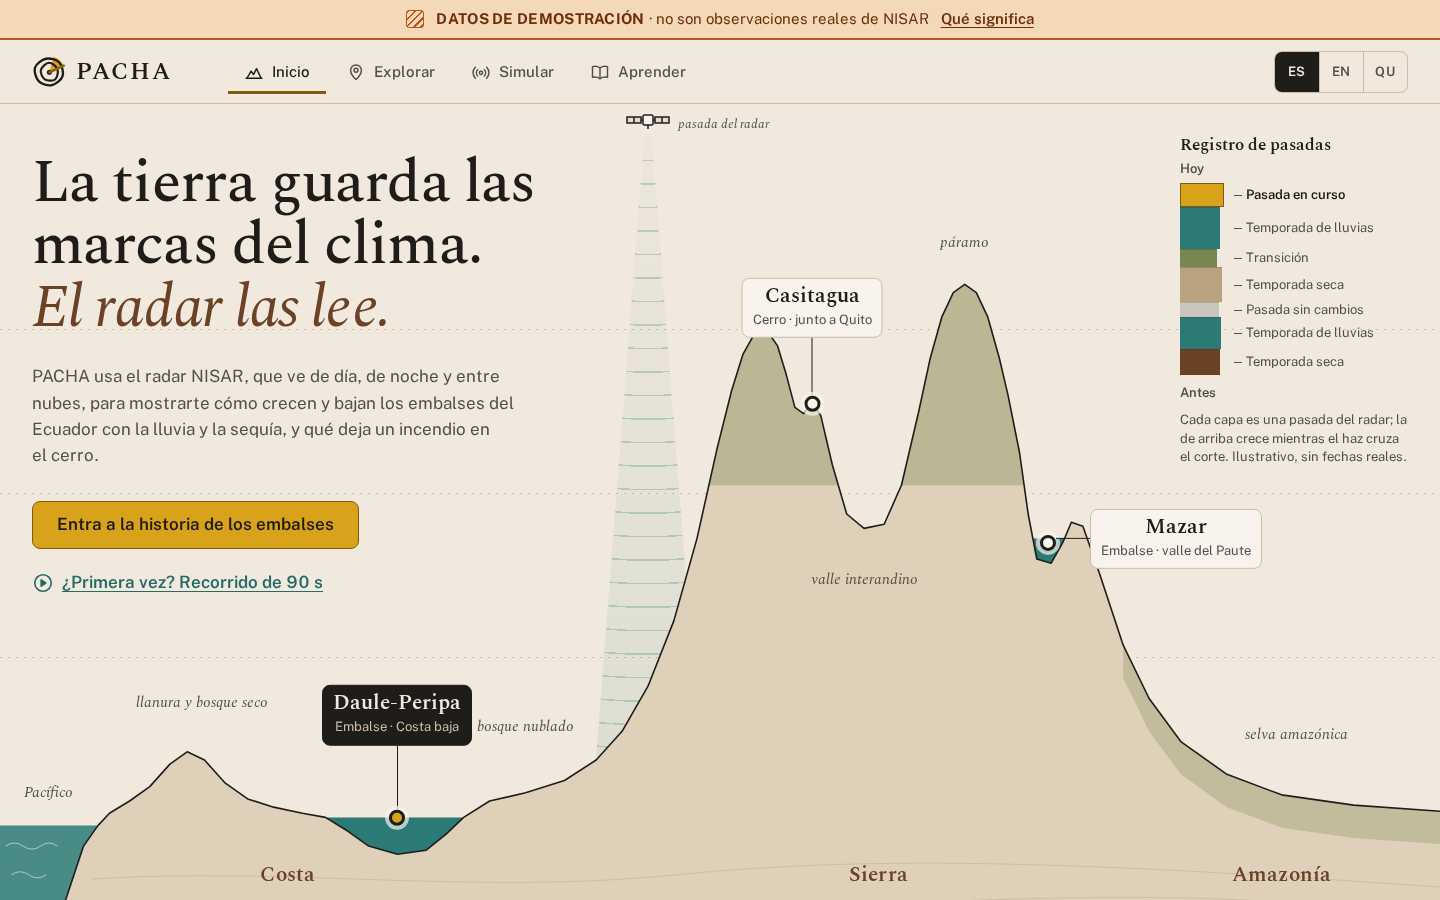 DATOS DE DEMOSTRACIÓN · no son observaciones reales de NISAR Qué significa
PACHA
Inicio
Explorar
Simular
Aprender
ES
EN
QU
pasada del radar
La tierra guarda las
marcas del clima.
El radar las lee.
PACHA usa el radar NISAR, que ve de día, de noche y entre
nubes, para mostrarte cómo crecen y bajan los embalses del
Ecuador con la lluvia y la sequía, y qué deja un incendio en
el cerro.
Entra a la historia de los embalses
¿Primera vez? Recorrido de 90 s
Registro de pasadas
Hoy
– Pasada en curso
– Temporada de lluvias
– Transición
– Temporada seca
– Pasada sin cambios
– Temporada de lluvias
– Temporada seca
Antes
Cada capa es una pasada del radar; la
de arriba crece mientras el haz cruza
el corte. Ilustrativo, sin fechas reales.
páramo
Casitagua
Cerro · junto a Quito
Mazar
Embalse · valle del Paute
valle interandino
llanura y bosque seco
Daule-Peripa
Embalse · Costa baja
bosque nublado
selva amazónica
Pacífico
Costa
Sierra
Amazonía